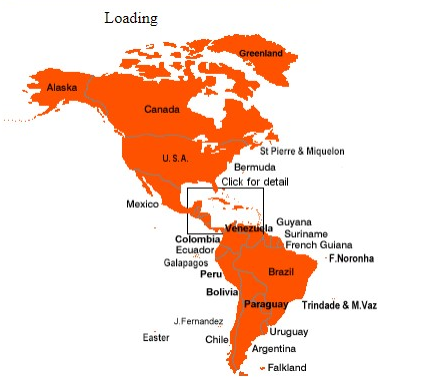 Loading
Greenland
Alaska
Canada
U.S.A.
St Pierre & Miquelon
Bermuda
Click for detail
Mexico
Guyana
Venezuela
Suriname
Colombia
French Guiana
Ecuador
F.Noronha
Galapagos
Peru
Brazil
Bolivia
Paraguay
Trindade & M.Vaz
J.Fernandez
Uruguay
Easter
Chile
Argentina
Falkland